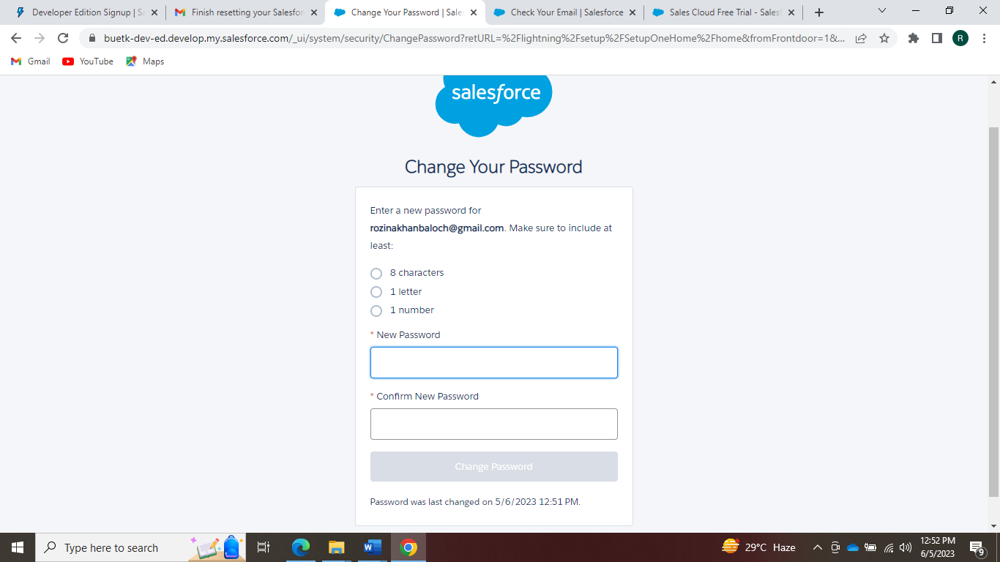 Developer Edition Signup | Sa
Finish resetting your Salesfor
Change Your Password | Sale
Check Your Email | Salesforce
Sales Cloud Free Trial - Salesf
buetk-dev-ed.develop.my.salesforce.com/_ui/system/security/ChangePassword?retURL=%2Flightning%2Fsetup%2FSetupOneHome%2Fhome&fromFrontdoor=1&...
R
Gmail
YouTube
Maps
salesforce
Change Your Password
Enter a new password for
rozinakhanbaloch@gmail.com. Make sure to include at
least:
8 characters
1 letter
1 number
* New Password
* Confirm New Password
Change Password
Password was last changed on 5/6/2023 12:51 PM.
Type here to search
29°C Haze
12:52 PM
6/5/2023
9